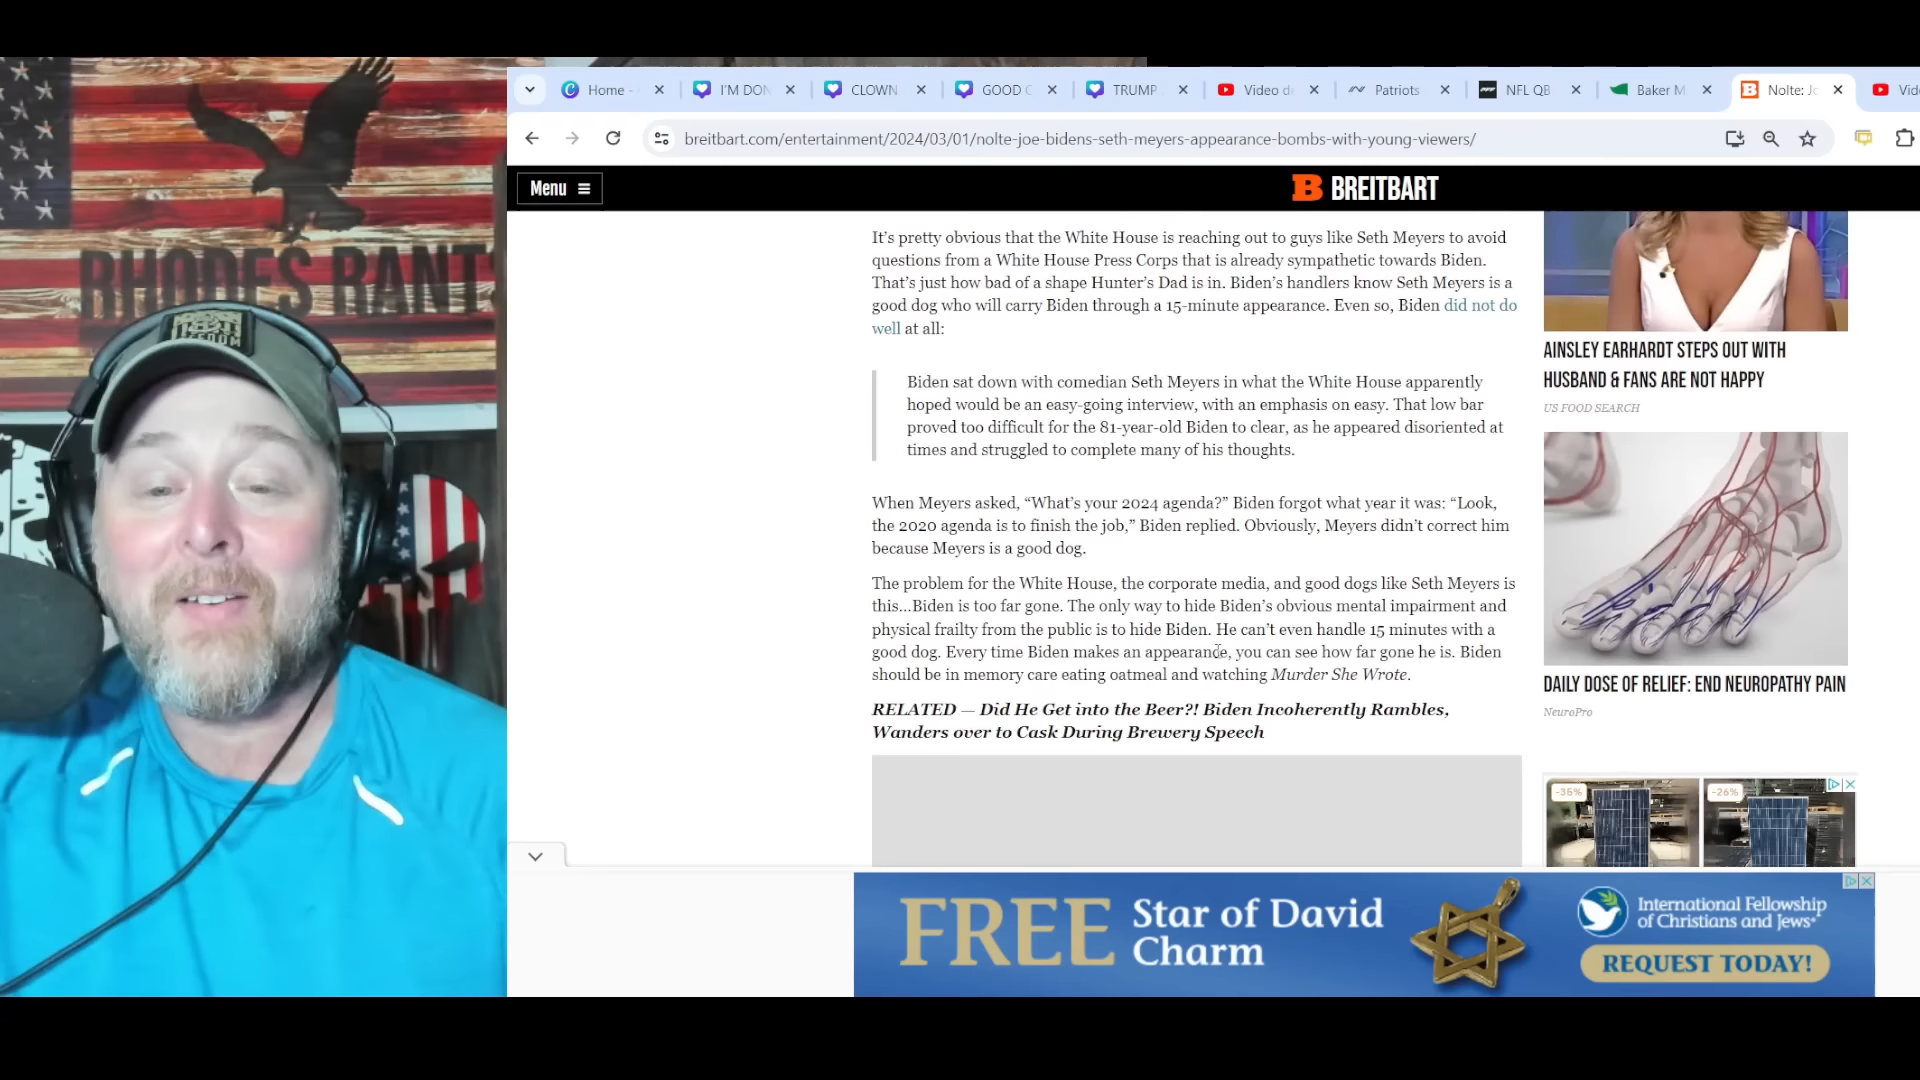 RHODES RANT
Home -
I'M DON
CLOWN
GOOD C
TRUMP
Video de
Patriots
NFL QB
Baker M
Nolte: Jo
Vid
breitbart.com/entertainment/2024/03/01/nolte-joe-bidens-seth-meyers-appearance-bombs-with-young-viewers/
Menu
B BREITBART
It's pretty obvious that the White House is reaching out to guys like Seth Meyers to avoid
questions from a White House Press Corps that is already sympathetic towards Biden.
That's just how bad of a shape Hunter's Dad is in. Biden's handlers know Seth Meyers is a
good dog who will carry Biden through a 15-minute appearance. Even so, Biden did not do
well at all:
Biden sat down with comedian Seth Meyers in what the White House apparently
hoped would be an easy-going interview, with an emphasis on easy. That low bar
proved too difficult for the 81-year-old Biden to clear, as he appeared disoriented at
times and struggled to complete many of his thoughts.
When Meyers asked, “What's your 2024 agenda?” Biden forgot what year it was: “Look,
the 2020 agenda is to finish the job,” Biden replied. Obviously, Meyers didn't correct him
because Meyers is a good dog.
The problem for the White House, the corporate media, and good dogs like Seth Meyers is
this…Biden is too far gone. The only way to hide Biden's obvious mental impairment and
physical frailty from the public is to hide Biden. He can't even handle 15 minutes with a
good dog. Every time Biden makes an appearance, you can see how far gone he is. Biden
should be in memory care eating oatmeal and watching Murder She Wrote.
RELATED — Did He Get into the Beer?! Biden Incoherently Rambles,
Wanders over to Cask During Brewery Speech
AINSLEY EARHARDT STEPS OUT WITH
HUSBAND & FANS ARE NOT HAPPY
US FOOD SEARCH
DAILY DOSE OF RELIEF: END NEUROPATHY PAIN
NeuroPro
-35%
-26%
FREE
Star of David
Charm
International Fellowship
of Christians and Jews®
REQUEST TODAY!